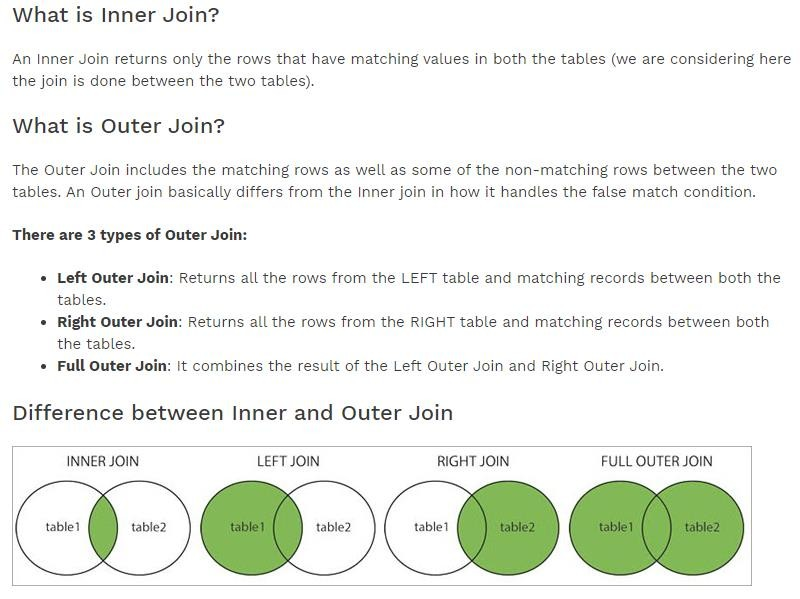 What is Inner Join?
An Inner Join returns only the rows that have matching values in both the tables (we are considering here
the join is done between the two tables).
What is Outer Join?
The Outer Join includes the matching rows as well as some of the non-matching rows between the two
tables. An Outer join basically differs from the Inner join in how it handles the false match condition.
There are 3 types of Outer Join:
• Left Outer Join: Returns all the rows from the LEFT table and matching records between both the
tables.
• Right Outer Join: Returns all the rows from the RIGHT table and matching records between both
the tables.
• Full Outer Join: It combines the result of the Left Outer Join and Right Outer Join.
Difference between Inner and Outer Join
INNER JOIN LEFT JOIN RIGHT JOIN FULL OUTER JOIN
table1 table2 table1 table2 table1 table2 table1 table2